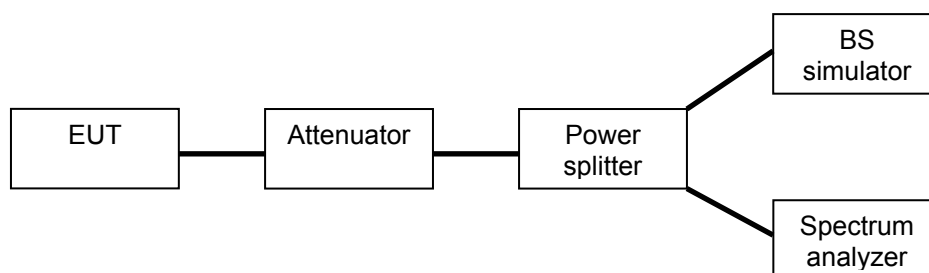 EUT
Attenuator
Power
splitter
BS
simulator
Spectrum
analyzer